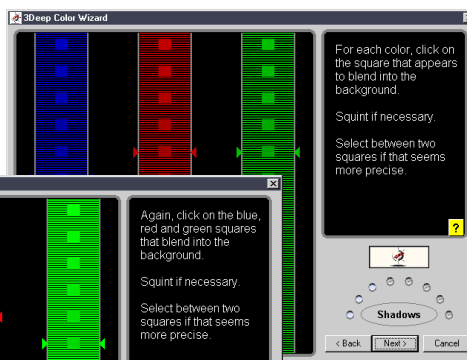 3Deep Color Wizard
For each color, click on
the square that appears
to blend into the
background.
Squint if necessary.
Select between two
squares if that seems
more precise.
?
Shadows
< Back
Next >
Cancel
Again, click on the blue,
red and green squares
that blend into the
background.
Squint if necessary.
Select between two
squares if that seems
more precise.